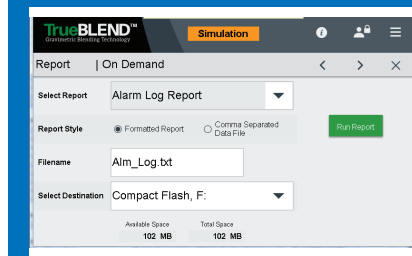 TrueBLEND™
Gravimetric Blending Technology
Simulation
Report | On Demand
Select Report Alarm Log Report
Report Style Formatted Report Comma Separated
Data File
Run Report
Filename Alm_Log.txt
Select Destination Compact Flash, F:
Available Space Total Space
102 MB 102 MB